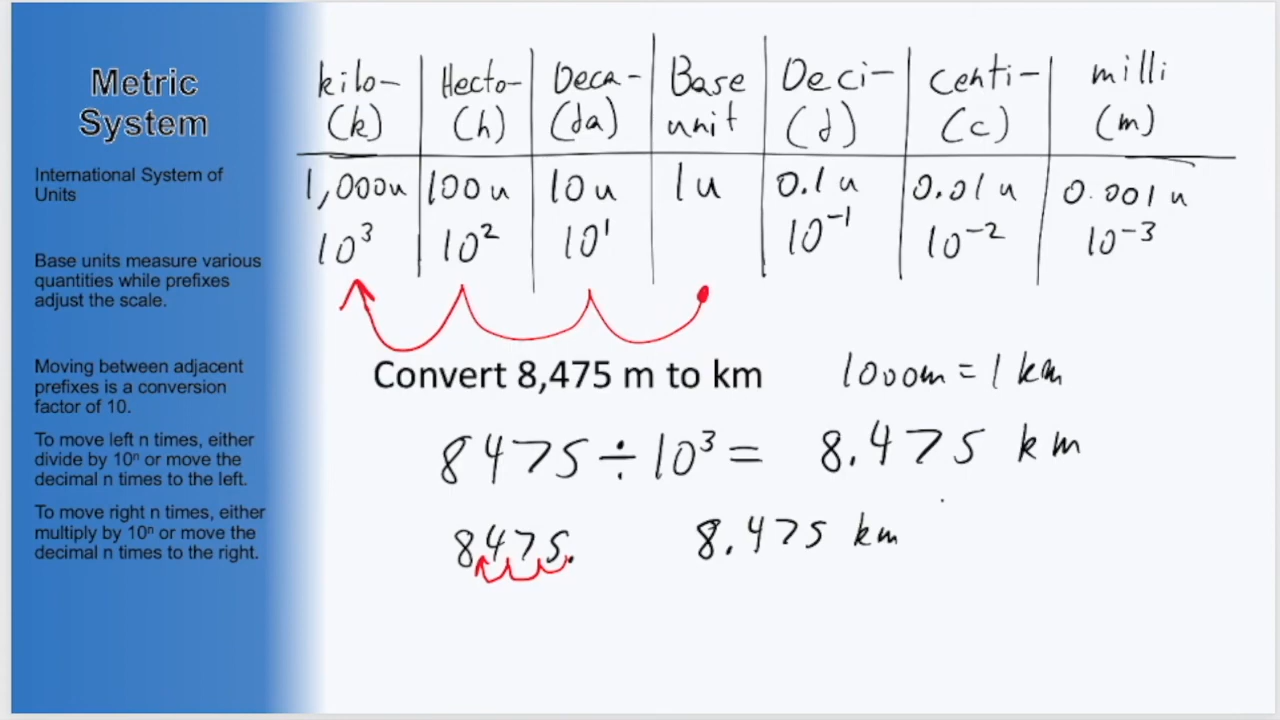 Metric
System
International System of
Units
Base units measure various
quantities while prefixes
adjust the scale.
Moving between adjacent
prefixes is a conversion
factor of 10.
To move left n times, either
divide by 10ⁿ or move the
decimal n times to the left.
To move right n times, either
multiply by 10ⁿ or move the
decimal n times to the right.
kilo- Hecto- Deca- Base Deci- centi- milli
(k) (h) (da) unit (d) (c) (m)
1,000u 100u 10u 1u 0.1u 0.01u 0.001u
10³ 10² 10¹ 10⁻¹ 10⁻² 10⁻³
Convert 8,475 m to km 1000m = 1 km
8475 ÷ 10³ = 8.475 km
8475. 8.475 km